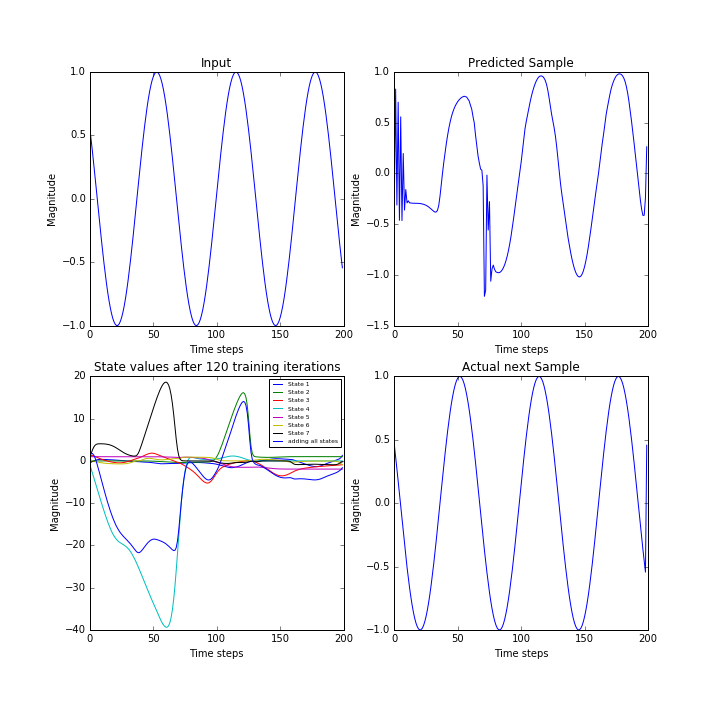 Input
1.0
0.5
0.0
−0.5
−1.0
Magnitude
0
50
100
150
200
Time steps
Predicted Sample
1.0
0.5
0.0
−0.5
−1.0
−1.5
Magnitude
0
50
100
150
200
Time steps
State values after 120 training iterations
20
10
0
−10
−20
−30
−40
Magnitude
State 1
State 2
State 3
State 4
State 5
State 6
State 7
adding all states
0
50
100
150
200
Time steps
Actual next Sample
1.0
0.5
0.0
−0.5
−1.0
Magnitude
0
50
100
150
200
Time steps